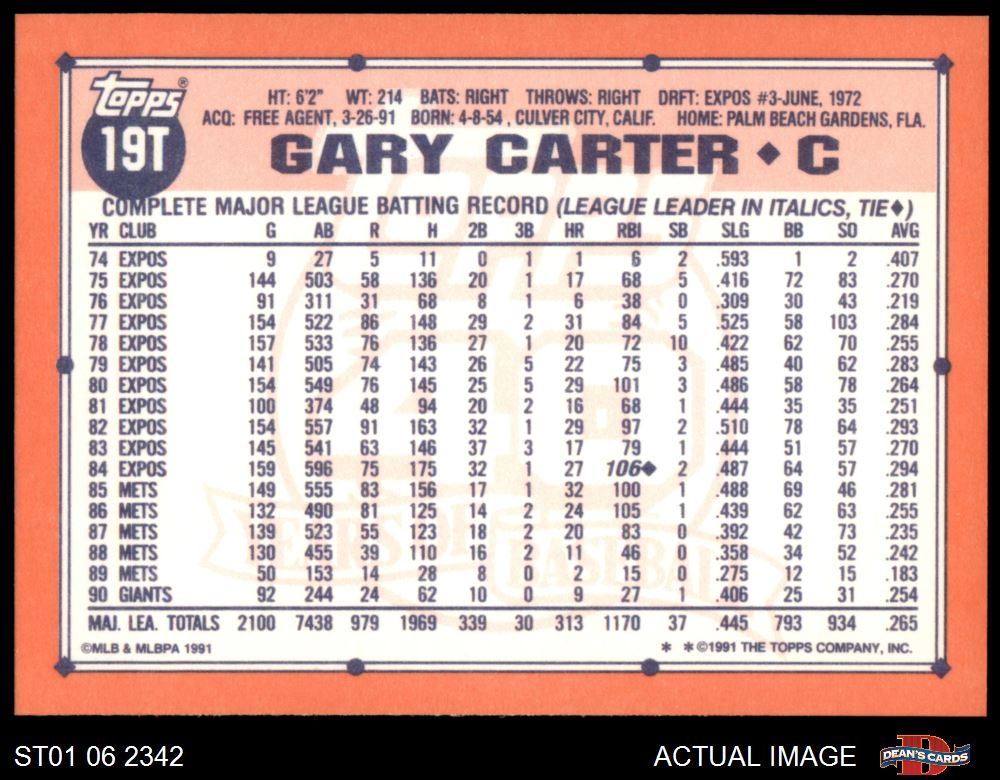 Topps®
19T
HT: 6'2" WT: 214 BATS: RIGHT THROWS: RIGHT DRFT: EXPOS #3-JUNE, 1972
ACQ: FREE AGENT, 3-26-91 BORN: 4-8-54, CULVER CITY, CALIF. HOME: PALM BEACH GARDENS, FLA.
GARY CARTER ◆ C
COMPLETE MAJOR LEAGUE BATTING RECORD (LEAGUE LEADER IN ITALICS, TIE◆)
YR CLUB G AB R H 2B 3B HR RBI SB SLG BB SO AVG
74 EXPOS 9 27 5 11 0 1 1 6 2 .593 1 2 .407
75 EXPOS 144 503 58 136 20 1 17 68 5 .416 72 83 .270
76 EXPOS 91 311 31 68 8 1 6 38 0 .309 30 43 .219
77 EXPOS 154 522 86 148 29 2 31 84 5 .525 58 103 .284
78 EXPOS 157 533 76 136 27 1 20 72 10 .422 62 70 .255
79 EXPOS 141 505 74 143 26 5 22 75 3 .485 40 62 .283
80 EXPOS 154 549 76 145 25 5 29 101 3 .486 58 78 .264
81 EXPOS 100 374 48 94 20 2 16 68 1 .444 35 35 .251
82 EXPOS 154 557 91 163 32 1 29 97 2 .510 78 64 .293
83 EXPOS 145 541 63 146 37 3 17 79 1 .444 51 57 .270
84 EXPOS 159 596 75 175 32 1 27 106◆ 2 .487 64 57 .294
85 METS 149 555 83 156 17 1 32 100 1 .488 69 46 .281
86 METS 132 490 81 125 14 2 24 105 1 .439 62 63 .255
87 METS 139 523 55 123 18 2 20 83 0 .392 42 73 .235
88 METS 130 455 39 110 16 2 11 46 0 .358 34 52 .242
89 METS 50 153 14 28 8 0 2 15 0 .275 12 15 .183
90 GIANTS 92 244 24 62 10 0 9 27 1 .406 25 31 .254
MAJ. LEA. TOTALS 2100 7438 979 1969 339 30 313 1170 37 .445 793 934 .265
©MLB & MLBPA 1991 * *©1991 THE TOPPS COMPANY, INC.
Topps
40
YEARS OF BASEBALL
ST01 06 2342 ACTUAL IMAGE DEAN'S CARDS